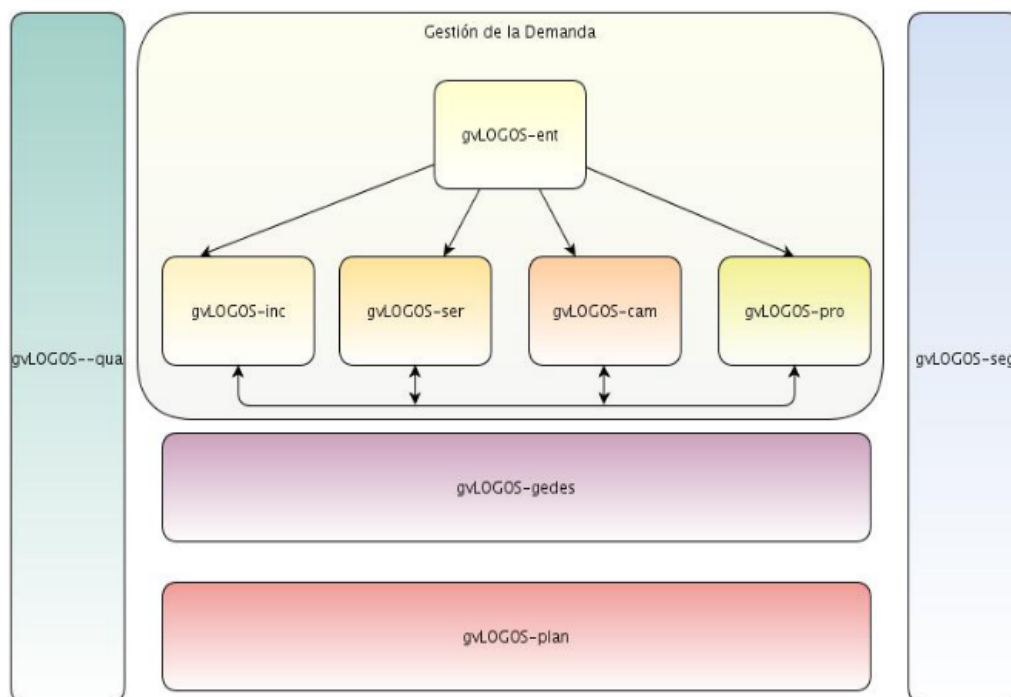 Gestión de la Demanda
gvLOGOS-ent
gvLOGOS-inc
gvLOGOS-ser
gvLOGOS-cam
gvLOGOS-pro
gvLOGOS--qua
gvLOGOS-seg
gvLOGOS-gedes
gvLOGOS-plan